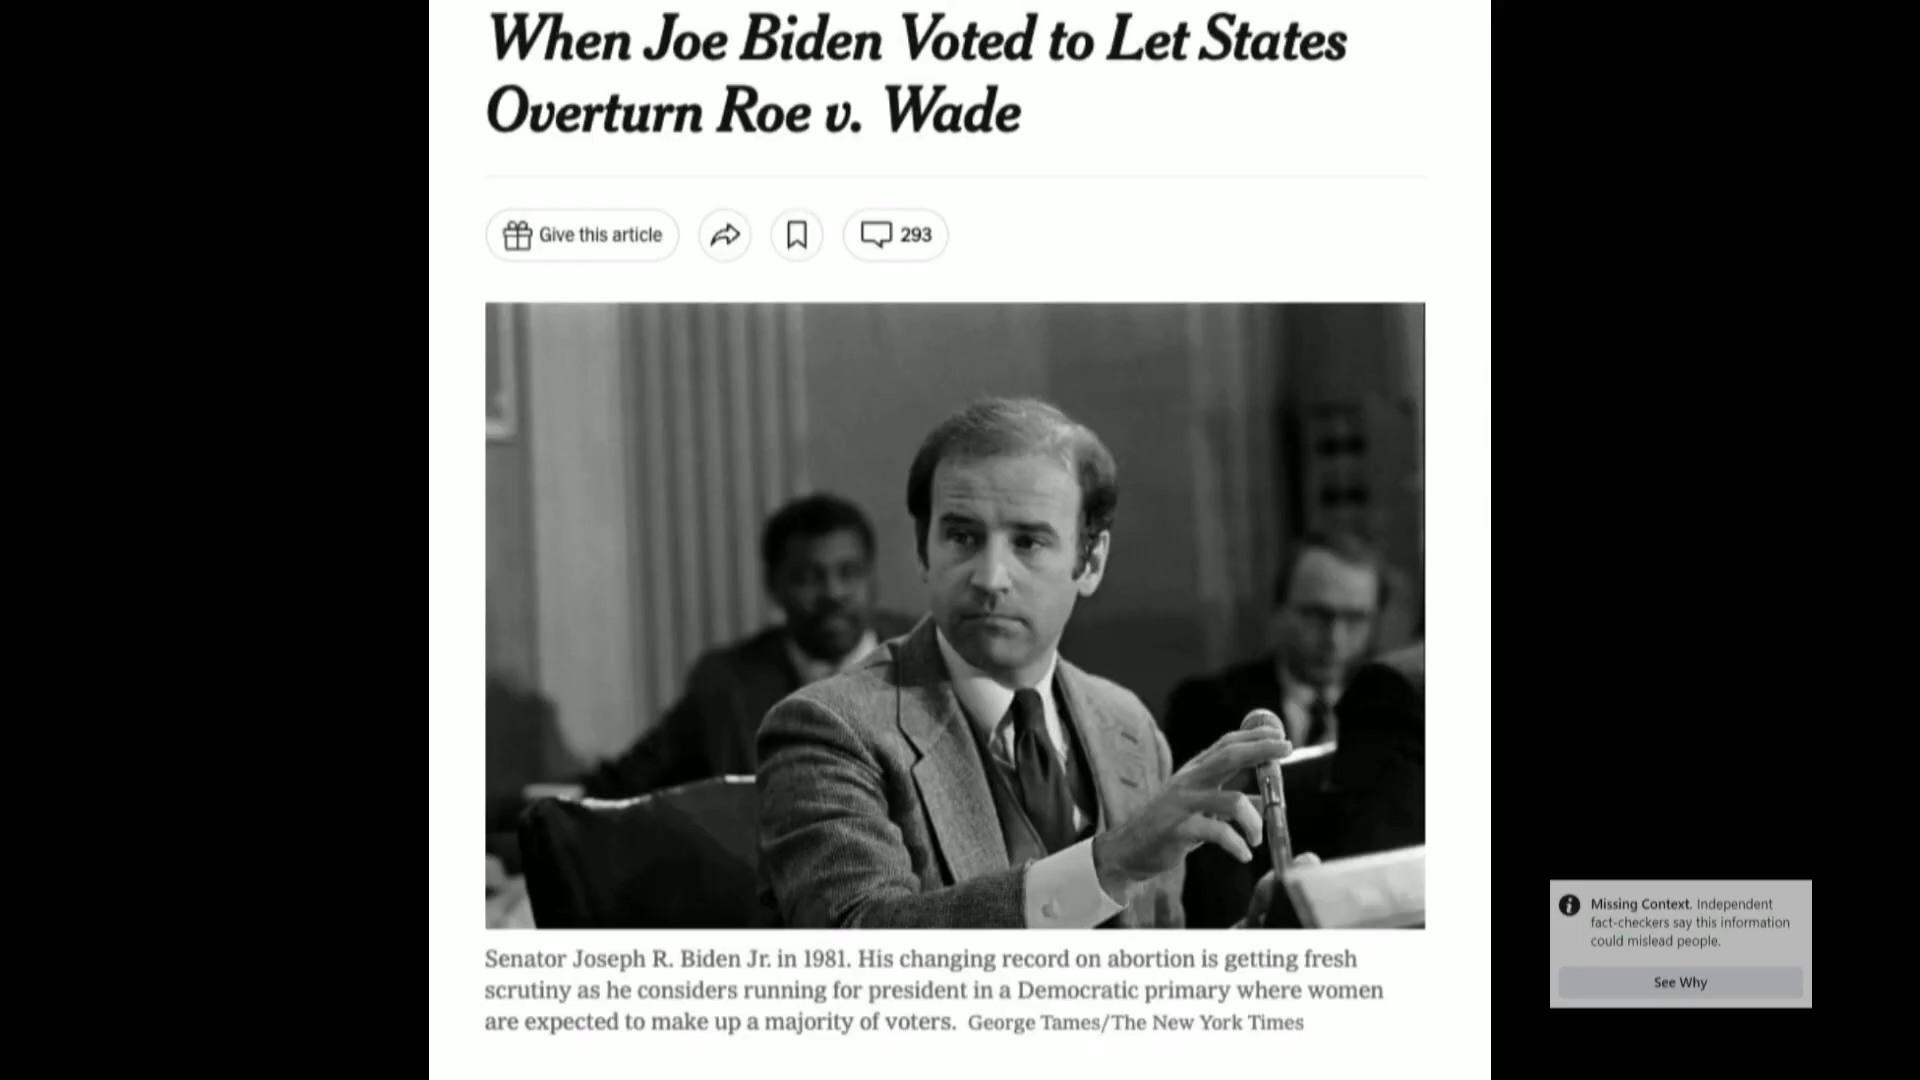 When Joe Biden Voted to Let States
Overturn Roe v. Wade
Give this article
293
Senator Joseph R. Biden Jr. in 1981. His changing record on abortion is getting fresh
scrutiny as he considers running for president in a Democratic primary where women
are expected to make up a majority of voters. George Tames/The New York Times
Missing Context. Independent
fact-checkers say this information
could mislead people.
See Why